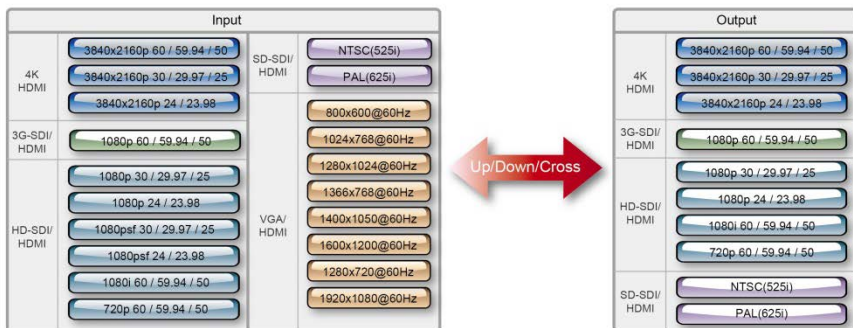 Input
4K
HDMI
3840x2160p 60 / 59.94 / 50
3840x2160p 30 / 29.97 / 25
3840x2160p 24 / 23.98
3G-SDI/
HDMI
1080p 60 / 59.94 / 50
HD-SDI/
HDMI
1080p 30 / 29.97 / 25
1080p 24 / 23.98
1080psf 30 / 29.97 / 25
1080psf 24 / 23.98
1080i 60 / 59.94 / 50
720p 60 / 59.94 / 50
SD-SDI/
HDMI
NTSC(525i)
PAL(625i)
VGA/
HDMI
800x600@60Hz
1024x768@60Hz
1280x1024@60Hz
1366x768@60Hz
1400x1050@60Hz
1600x1200@60Hz
1280x720@60Hz
1920x1080@60Hz
Up/Down/Cross
Output
4K
HDMI
3840x2160p 60 / 59.94 / 50
3840x2160p 30 / 29.97 / 25
3840x2160p 24 / 23.98
3G-SDI/
HDMI
1080p 60 / 59.94 / 50
HD-SDI/
HDMI
1080p 30 / 29.97 / 25
1080p 24 / 23.98
1080i 60 / 59.94 / 50
720p 60 / 59.94 / 50
SD-SDI/
HDMI
NTSC(525i)
PAL(625i)